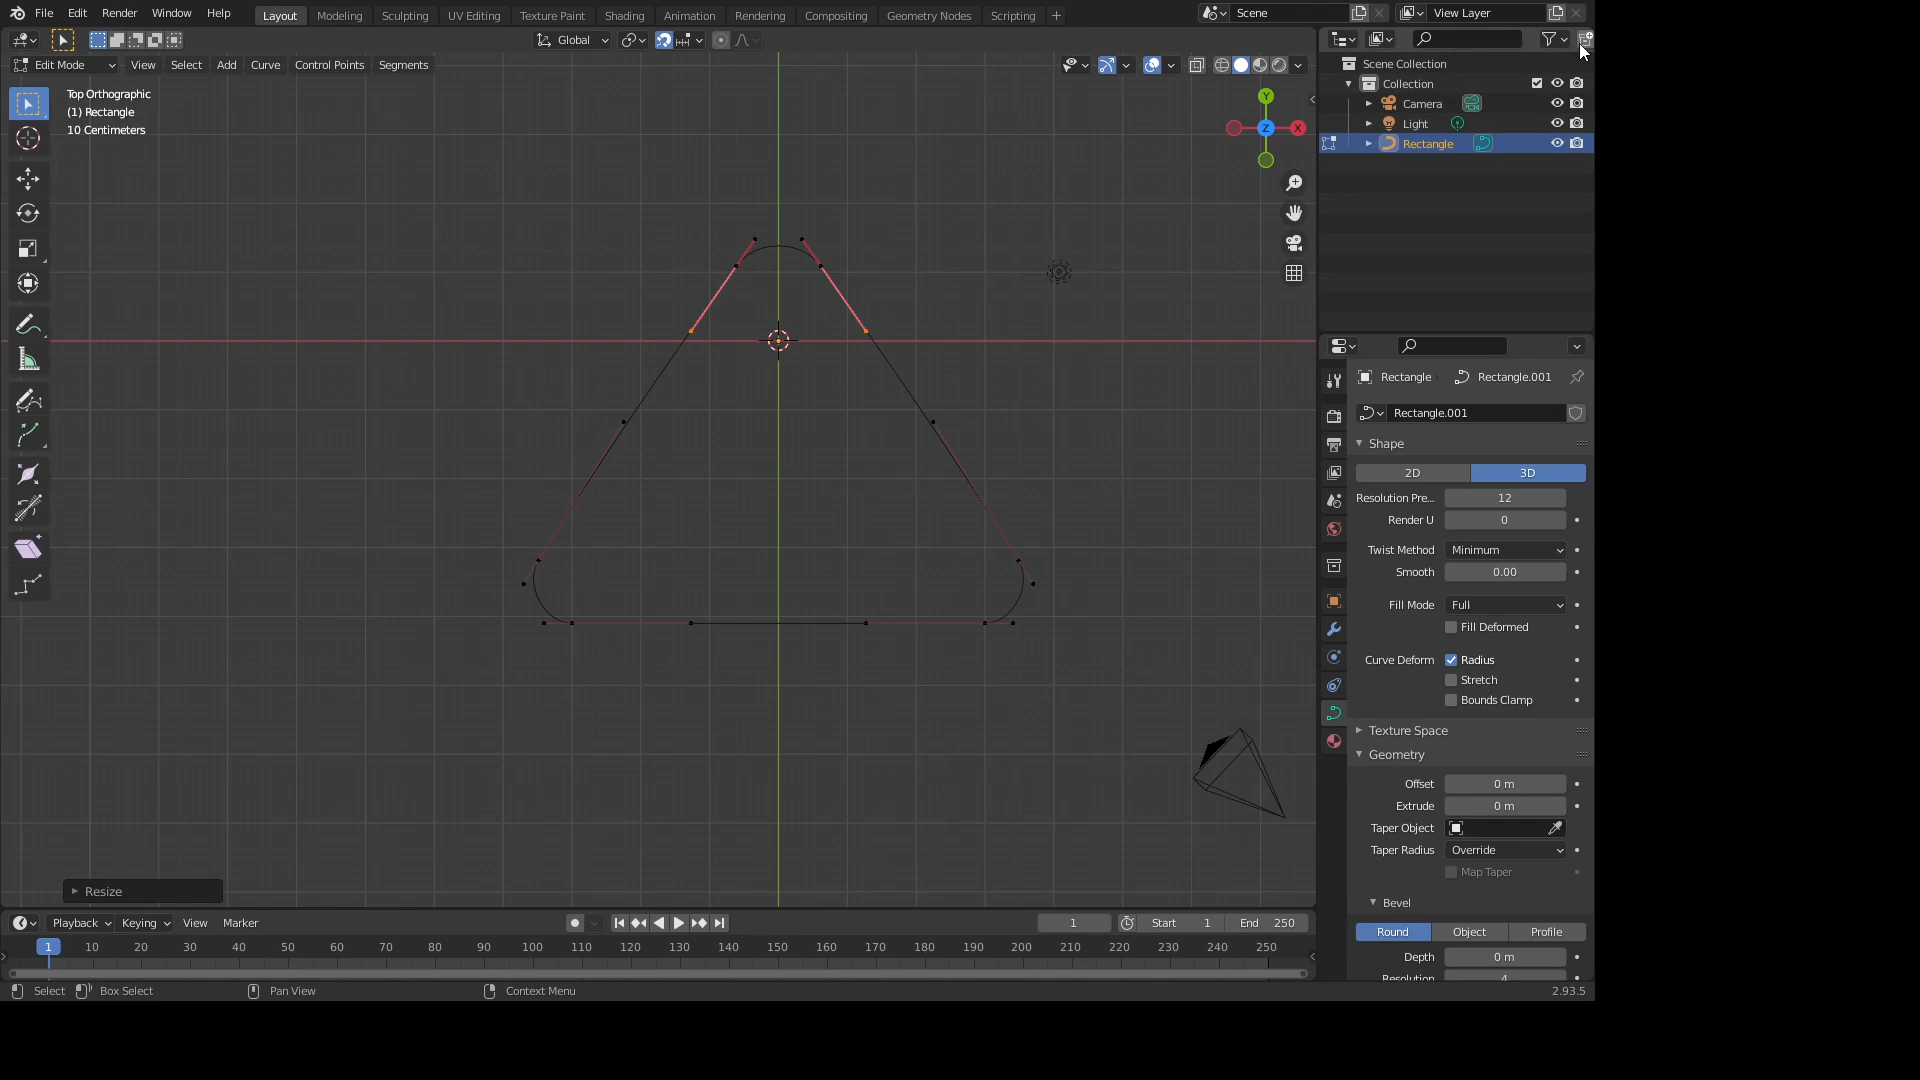 File Edit Render Window Help Layout Modeling Sculpting UV Editing Texture Paint Shading Animation Rendering Compositing Geometry Nodes Scripting + Scene View Layer
Global
Edit Mode View Select Add Curve Control Points Segments
Top Orthographic
(1) Rectangle
10 Centimeters
Y
Z X
Resize
Scene Collection
Collection
Camera
Light
Rectangle
Rectangle Rectangle.001
Rectangle.001
Shape
2D 3D
Resolution Pre... 12
Render U 0
Twist Method Minimum
Smooth 0.00
Fill Mode Full
Fill Deformed
Curve Deform Radius
Stretch
Bounds Clamp
Texture Space
Geometry
Offset 0 m
Extrude 0 m
Taper Object
Taper Radius Override
Map Taper
Bevel
Round Object Profile
Depth 0 m
Resolution 4
Playback Keying View Marker 1 Start 1 End 250
1 10 20 30 40 50 60 70 80 90 100 110 120 130 140 150 160 170 180 190 200 210 220 230 240 250
Select Box Select Pan View Context Menu 2.93.5